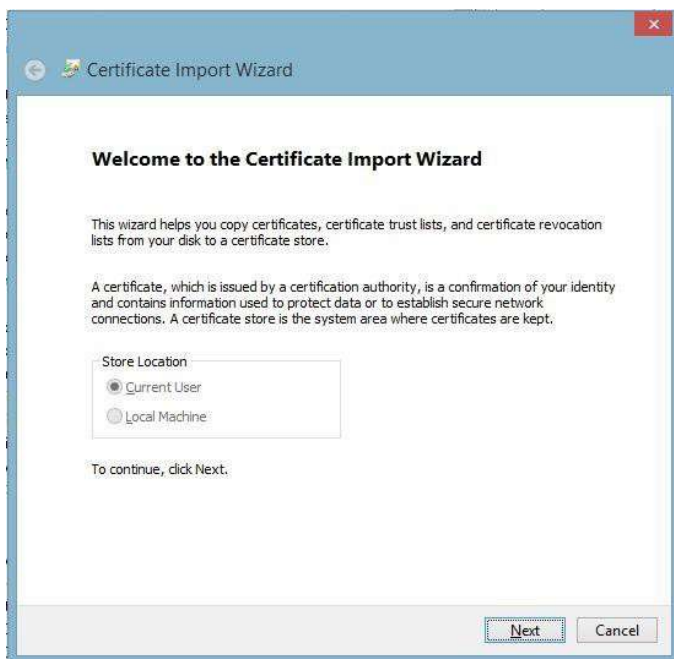 Certificate Import Wizard
Welcome to the Certificate Import Wizard
This wizard helps you copy certificates, certificate trust lists, and certificate revocation
lists from your disk to a certificate store.
A certificate, which is issued by a certification authority, is a confirmation of your identity
and contains information used to protect data or to establish secure network
connections. A certificate store is the system area where certificates are kept.
Store Location
Current User
Local Machine
To continue, click Next.
Next Cancel